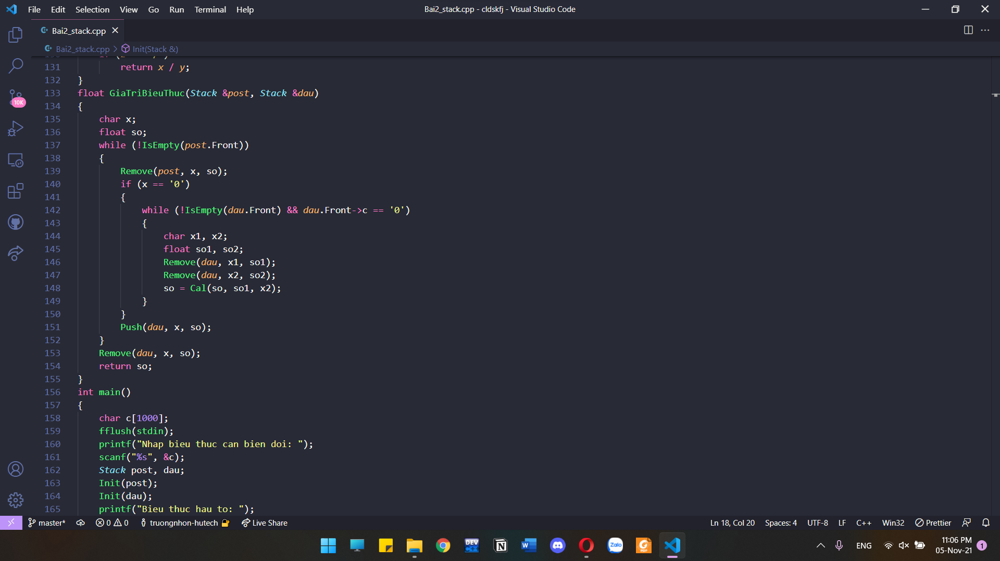 File Edit Selection View Go Run Terminal Help
Bai2_stack.cpp - cldskfj - Visual Studio Code
Bai2_stack.cpp
Bai2_stack.cpp > Init(Stack &)
131 return x / y;
132 }
133 float GiaTriBieuThuc(Stack &post, Stack &dau)
134 {
135 char x;
136 float so;
137 while (!IsEmpty(post.Front))
138 {
139 Remove(post, x, so);
140 if (x == '0')
141 {
142 while (!IsEmpty(dau.Front) && dau.Front->c == '0')
143 {
144 char x1, x2;
145 float so1, so2;
146 Remove(dau, x1, so1);
147 Remove(dau, x2, so2);
148 so = Cal(so, so1, x2);
149 }
150 }
151 Push(dau, x, so);
152 }
153 Remove(dau, x, so);
154 return so;
155 }
156 int main()
157 {
158 char c[1000];
159 fflush(stdin);
160 printf("Nhap bieu thuc can bien doi: ");
161 scanf("%s", &c);
162 Stack post, dau;
163 Init(post);
164 Init(dau);
165 printf("Bieu thuc hau to: ");
10K
master* 0 0 truongnhon-hutech Live Share
Ln 18, Col 20 Spaces: 4 UTF-8 LF C++ Win32 Prettier
DEV C++
N
W
Zalo
PDF
ENG
11:06 PM
05-Nov-21
1